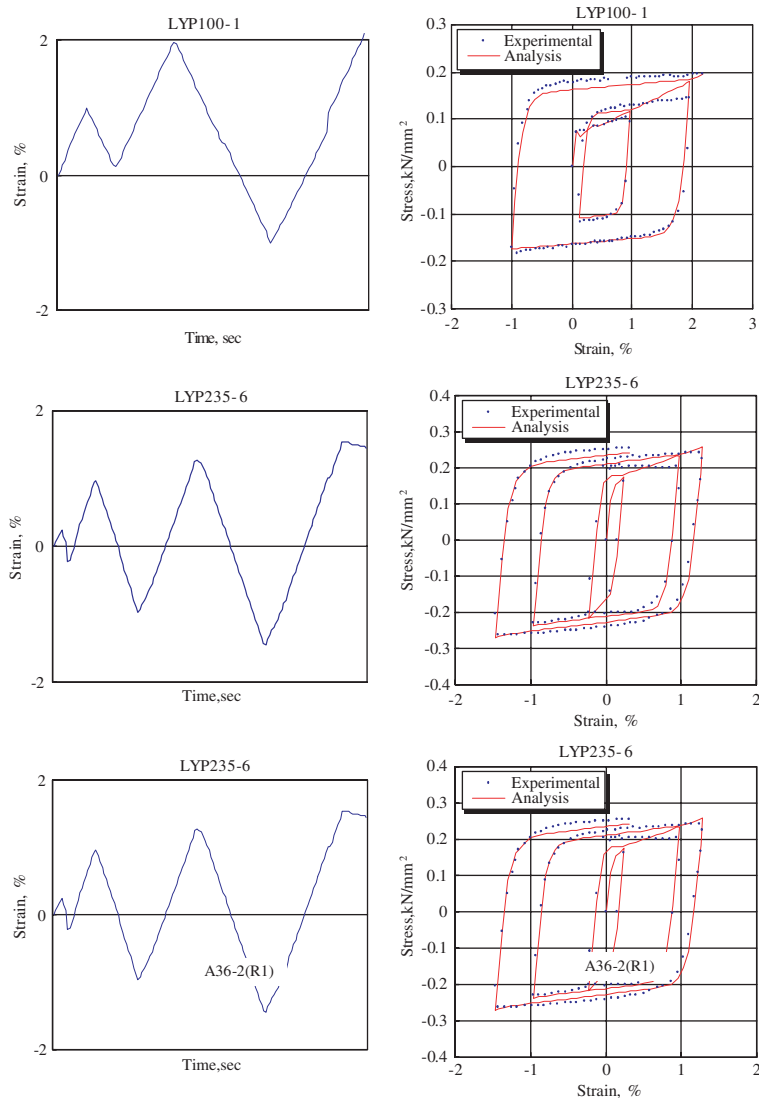 LYP100-1
2
0
-2
Strain, %
Time, sec
LYP100-1
Experimental
Analysis
0.3
0.2
0.1
0
-0.1
-0.2
-0.3
Stress,kN/mm²
-2
-1
0
1
2
3
Strain, %
LYP235-6
2
0
-2
Strain, %
Time,sec
LYP235-6
Experimental
Analysis
0.4
0.3
0.2
0.1
0
-0.1
-0.2
-0.3
-0.4
Stress,kN/mm²
-2
-1
0
1
2
Strain, %
LYP235-6
2
0
-2
Strain, %
A36-2(R1)
Time,sec
LYP235-6
Experimental
Analysis
0.4
0.3
0.2
0.1
0
-0.1
-0.2
-0.3
-0.4
Stress,kN/mm²
A36-2(R1)
-2
-1
0
1
2
Strain, %